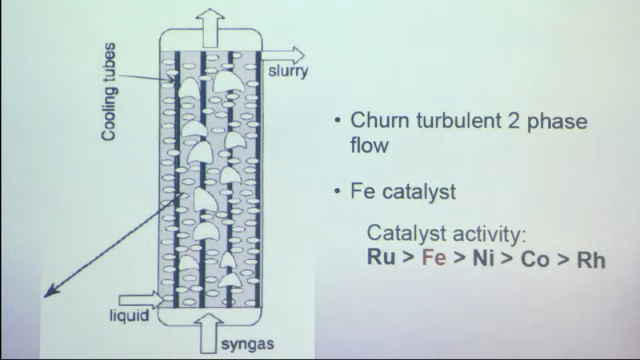 Cooling tubes
slurry
liquid
syngas
• Churn turbulent 2 phase
flow
• Fe catalyst
Catalyst activity:
Ru > Fe > Ni > Co > Rh